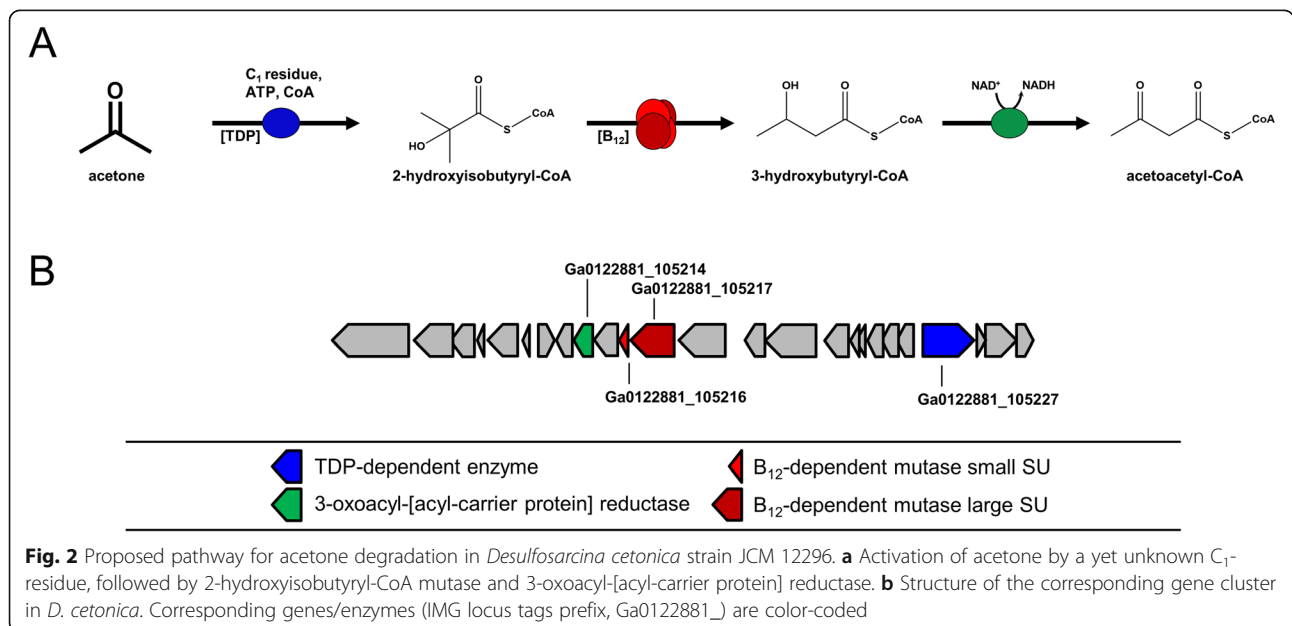 A
C₁ residue,
ATP, CoA
[TDP]
acetone
O
O
HO
S
CoA
2-hydroxyisobutyryl-CoA
[B₁₂]
OH
O
S
CoA
3-hydroxybutyryl-CoA
NAD⁺
NADH
O
O
S
CoA
acetoacetyl-CoA
B
Ga0122881_105214
Ga0122881_105217
Ga0122881_105216
Ga0122881_105227
TDP-dependent enzyme
B₁₂-dependent mutase small SU
3-oxoacyl-[acyl-carrier protein] reductase
B₁₂-dependent mutase large SU
Fig. 2 Proposed pathway for acetone degradation in Desulfosarcina cetonica strain JCM 12296. a Activation of acetone by a yet unknown C₁-
residue, followed by 2-hydroxyisobutyryl-CoA mutase and 3-oxoacyl-[acyl-carrier protein] reductase. b Structure of the corresponding gene cluster
in D. cetonica. Corresponding genes/enzymes (IMG locus tags prefix, Ga0122881_) are color-coded